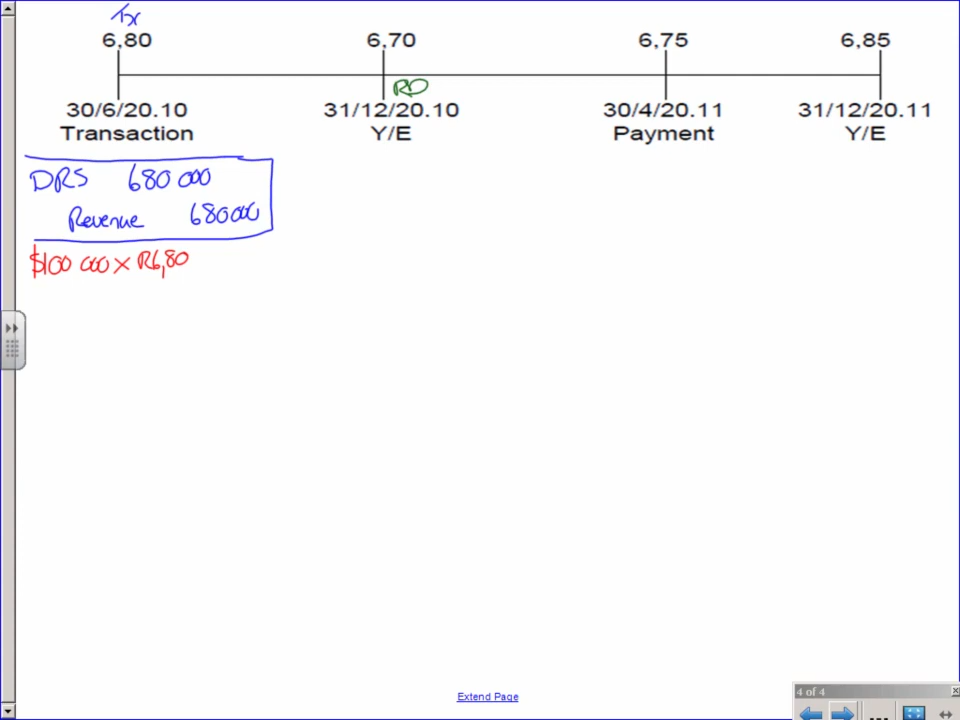 Tx
6,80 6,70 6,75 6,85
RD
30/6/20.10 31/12/20.10 30/4/20.11 31/12/20.11
Transaction Y/E Payment Y/E
DRS 680 000
Revenue 680000
$100 000 × R6,80
Extend Page
4 of 4